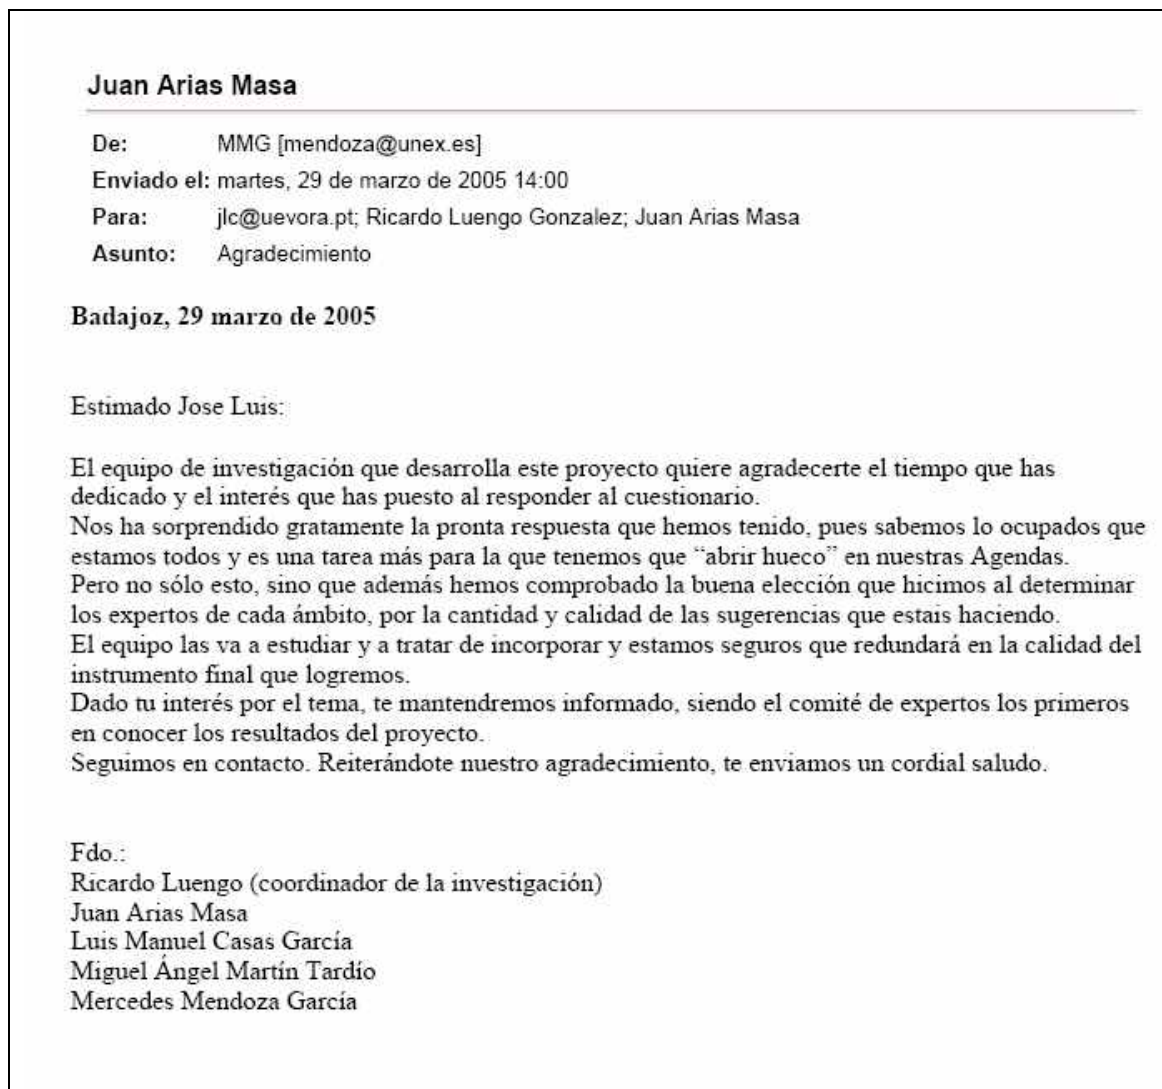 Juan Arias Masa
De: MMG [mendoza@unex.es]
Enviado el: martes, 29 de marzo de 2005 14:00
Para: jlc@uevora.pt; Ricardo Luengo Gonzalez; Juan Arias Masa
Asunto: Agradecimiento
Badajoz, 29 marzo de 2005
Estimado Jose Luis:
El equipo de investigación que desarrolla este proyecto quiere agradecerte el tiempo que has
dedicado y el interés que has puesto al responder al cuestionario.
Nos ha sorprendido gratamente la pronta respuesta que hemos tenido, pues sabemos lo ocupados que
estamos todos y es una tarea más para la que tenemos que “abrir hueco” en nuestras Agendas.
Pero no sólo esto, sino que además hemos comprobado la buena elección que hicimos al determinar
los expertos de cada ámbito, por la cantidad y calidad de las sugerencias que estais haciendo.
El equipo las va a estudiar y a tratar de incorporar y estamos seguros que redundará en la calidad del
instrumento final que logremos.
Dado tu interés por el tema, te mantendremos informado, siendo el comité de expertos los primeros
en conocer los resultados del proyecto.
Seguimos en contacto. Reiterándote nuestro agradecimiento, te enviamos un cordial saludo.
Fdo.:
Ricardo Luengo (coordinador de la investigación)
Juan Arias Masa
Luis Manuel Casas García
Miguel Ángel Martín Tardío
Mercedes Mendoza García